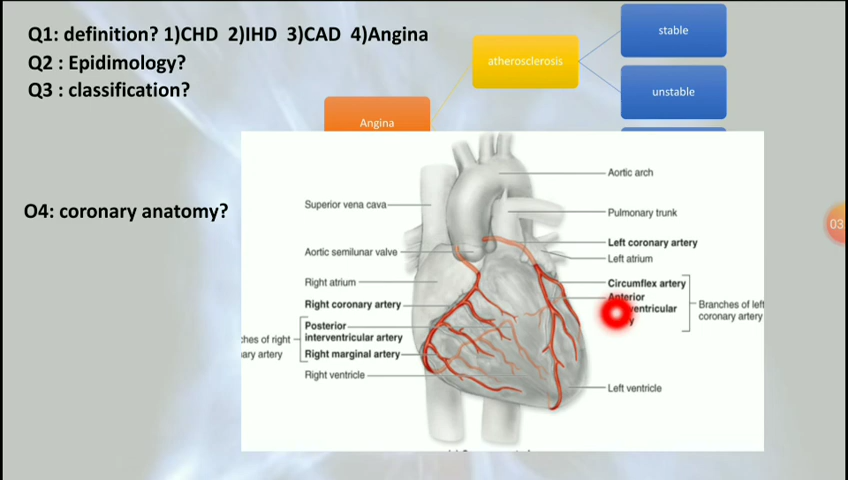 Q1: definition? 1)CHD 2)IHD 3)CAD 4)Angina
Q2 : Epidimology?
Q3 : classification?
stable
atherosclerosis
unstable
Angina
O4: coronary anatomy?
Aortic arch
Superior vena cava
Pulmonary trunk
Left coronary artery
Aortic semilunar valve
Left atrium
Right atrium
Circumflex artery
Anterior
Right coronary artery
Branches of left
coronary artery
Posterior
interventricular artery
ches of right
ary artery
Right marginal artery
Right ventricle
Left ventricle
03